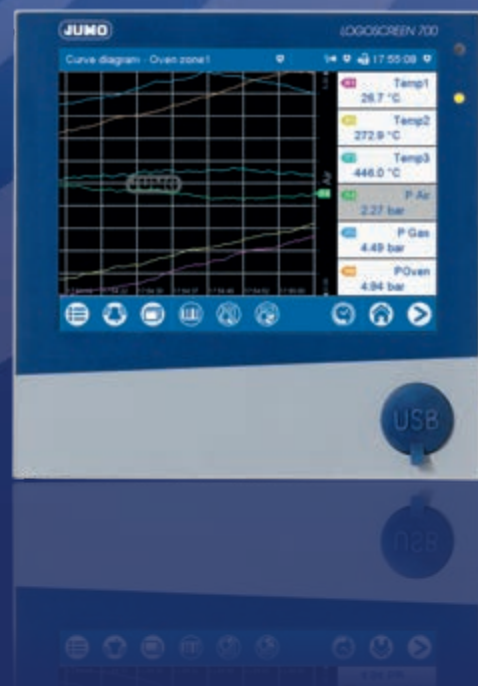 JUMO
LOGOSCREEN 700
Curve diagram - Oven zone1
17:55:08
Temp1
26.7 °C
Temp2
272.9 °C
Temp3
446.0 °C
P Air
2.27 bar
P Gas
4.49 bar
POven
4.94 bar
Air
JUMO
USB